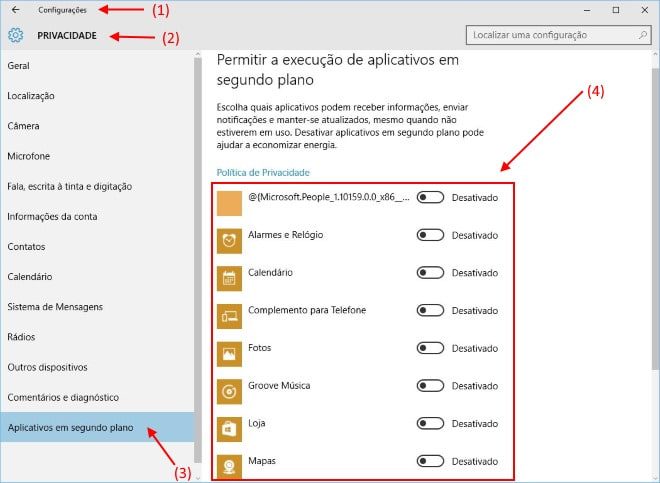 Configurações
(1)
PRIVACIDADE
(2)
Localizar uma configuração
Geral
Localização
Câmera
Microfone
Fala, escrita à tinta e digitação
Informações da conta
Contatos
Calendário
Sistema de Mensagens
Rádios
Outros dispositivos
Comentários e diagnóstico
Aplicativos em segundo plano
(3)
Permitir a execução de aplicativos em
segundo plano
(4)
Escolha quais aplicativos podem receber informações, enviar
notificações e manter-se atualizados, mesmo quando não
estiverem em uso. Desativar aplicativos em segundo plano pode
ajudar a economizar energia.
Política de Privacidade
@{Microsoft.People_1.10159.0.0_x86__... Desativado
Alarmes e Relógio Desativado
Calendário Desativado
Complemento para Telefone Desativado
Fotos Desativado
Groove Música Desativado
Loja Desativado
Mapas Desativado